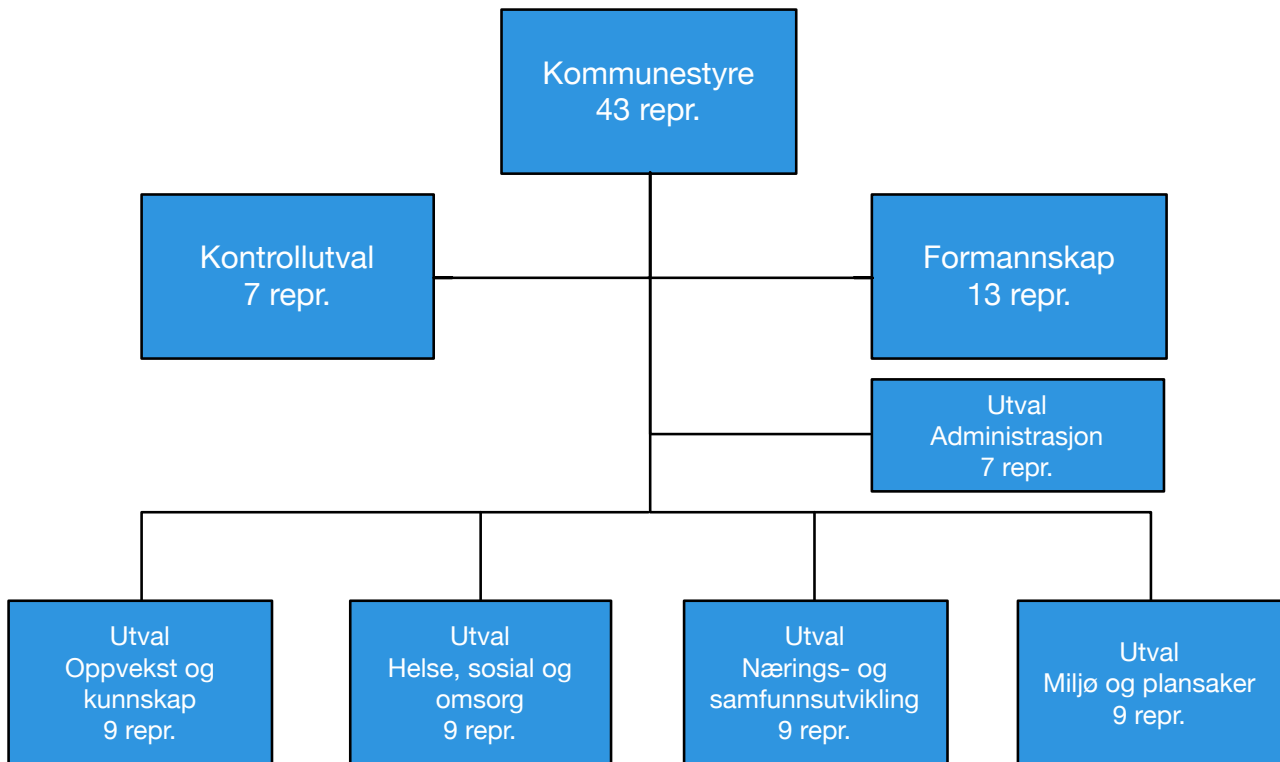 Kommunestyre
43 repr.
Kontrollutval
7 repr.
Formannskap
13 repr.
Utval
Administrasjon
7 repr.
Utval
Oppvekst og
kunnskap
9 repr.
Utval
Helse, sosial og
omsorg
9 repr.
Utval
Nærings- og
samfunnsutvikling
9 repr.
Utval
Miljø og plansaker
9 repr.